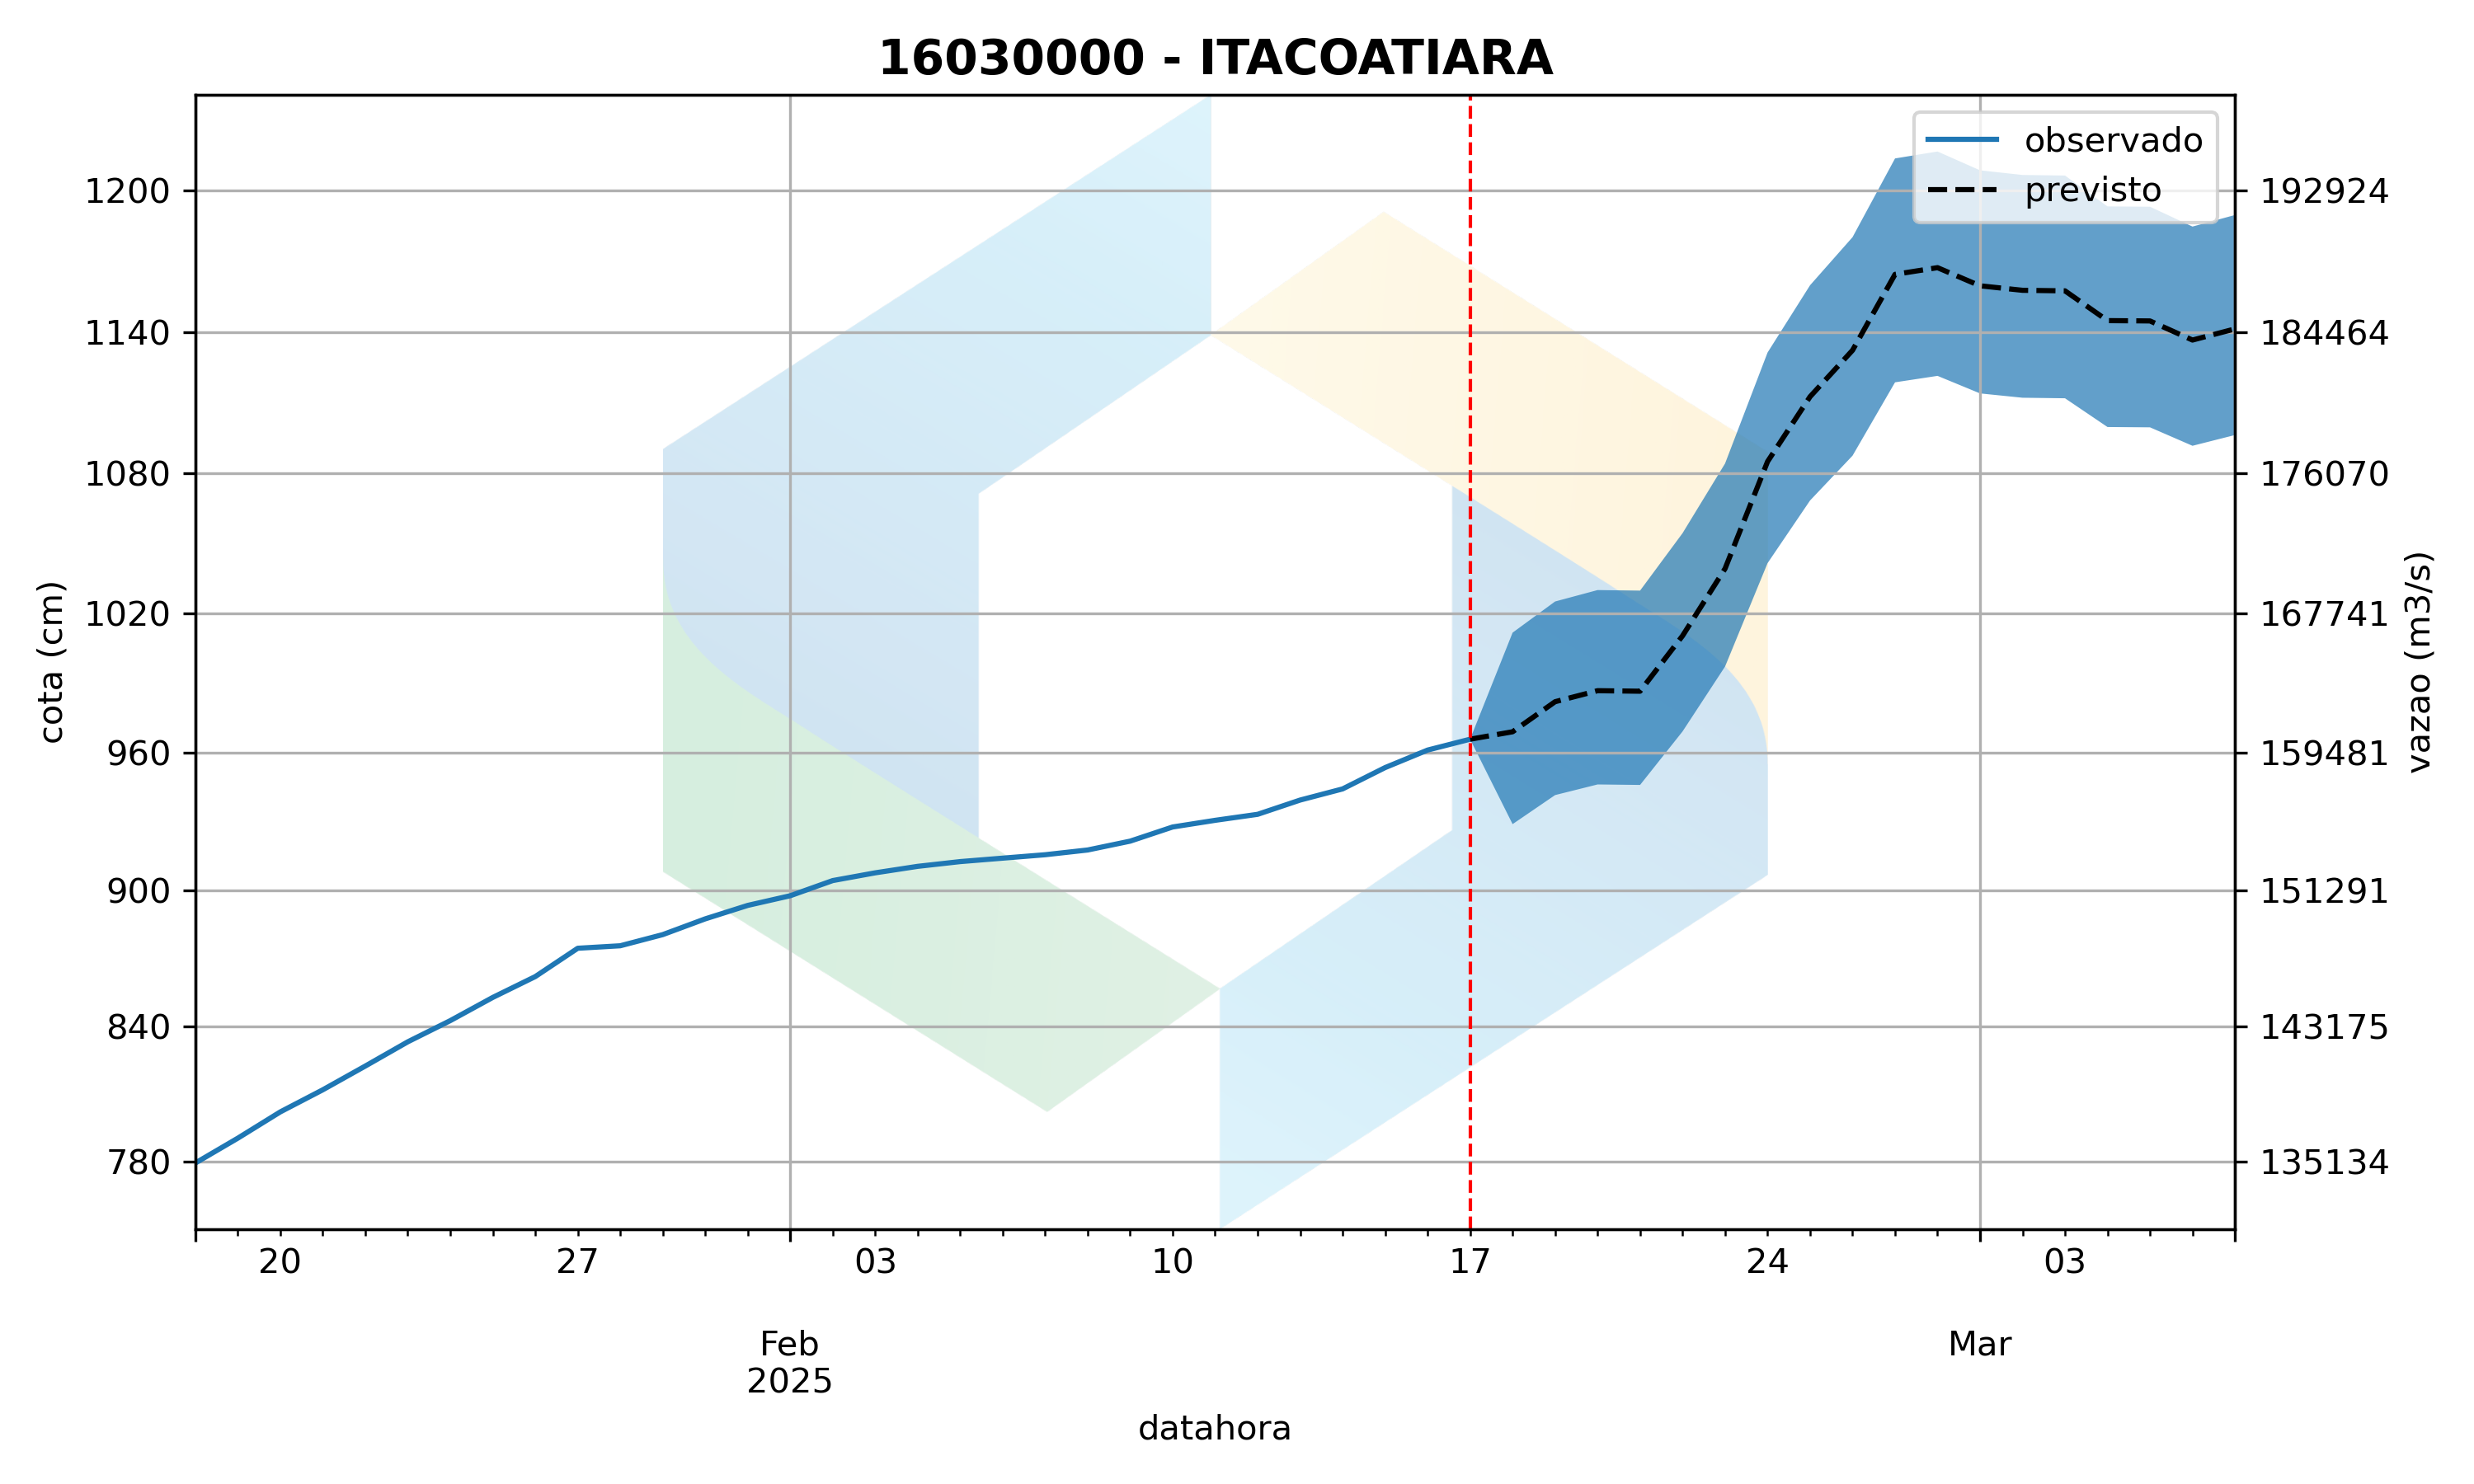 16030000 - ITACOATIARA
observado
previsto
1200
1140
1080
1020
960
900
840
780
cota (cm)
192924
184464
176070
167741
159481
151291
143175
135134
vazao (m3/s)
20 27 03 10 17 24 03
Feb Mar
2025
datahora